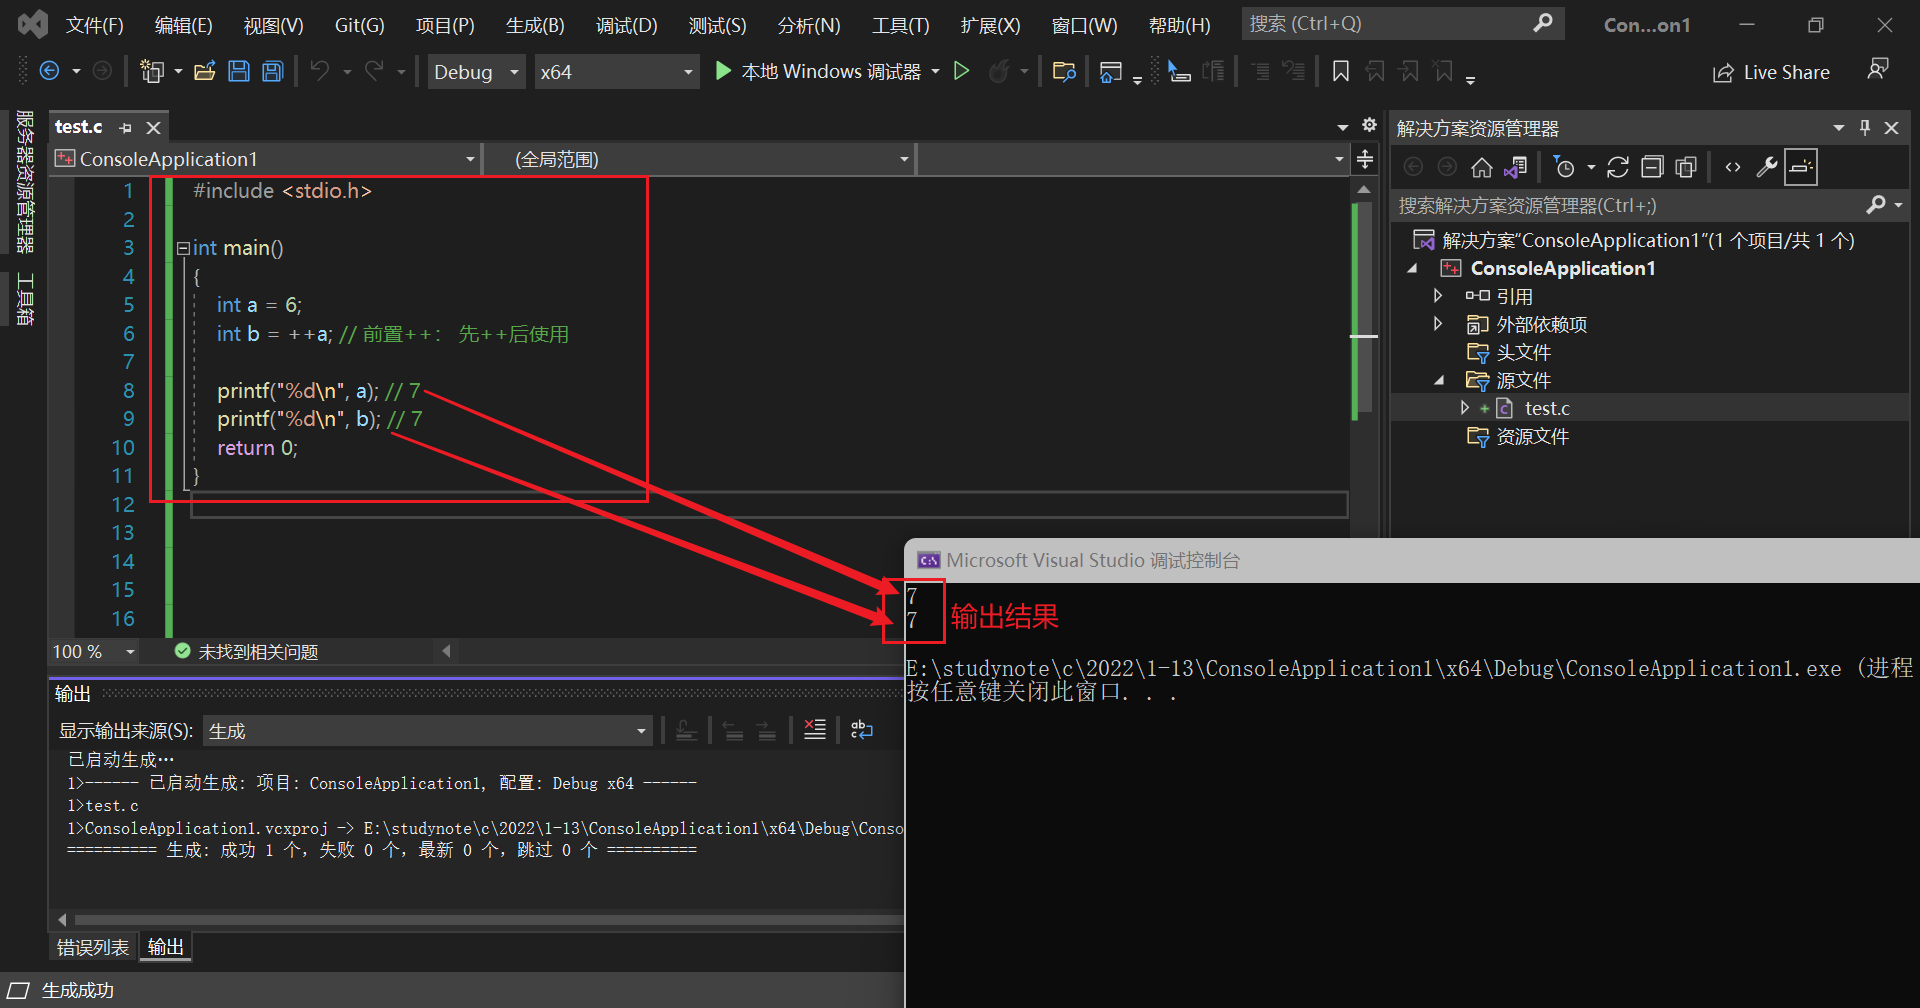 文件(F) 编辑(E) 视图(V) Git(G) 项目(P) 生成(B) 调试(D) 测试(S) 分析(N) 工具(T) 扩展(X) 窗口(W) 帮助(H) 搜索 (Ctrl+Q) Con...on1
Debug x64 本地 Windows 调试器 Live Share
服务器资源管理器
工具箱
test.c
ConsoleApplication1 (全局范围)
1 #include <stdio.h>
2
3 int main()
4 {
5 int a = 6;
6 int b = ++a; // 前置++： 先++后使用
7
8 printf("%d\n", a); // 7
9 printf("%d\n", b); // 7
10 return 0;
11 }
12
13
14
15
16
100 % 未找到相关问题
输出
显示输出来源(S): 生成
已启动生成…
1>------ 已启动生成: 项目: ConsoleApplication1, 配置: Debug x64 ------
1>test.c
1>ConsoleApplication1.vcxproj -> E:\studynote\c\2022\1-13\ConsoleApplication1\x64\Debug\Conso
========== 生成: 成功 1 个，失败 0 个，最新 0 个，跳过 0 个 ==========
错误列表 输出
生成成功
解决方案资源管理器
搜索解决方案资源管理器(Ctrl+;)
解决方案"ConsoleApplication1"(1 个项目/共 1 个)
ConsoleApplication1
引用
外部依赖项
头文件
源文件
test.c
资源文件
Microsoft Visual Studio 调试控制台
7
7
输出结果
E:\studynote\c\2022\1-13\ConsoleApplication1\x64\Debug\ConsoleApplication1.exe (进程
按任意键关闭此窗口. . .